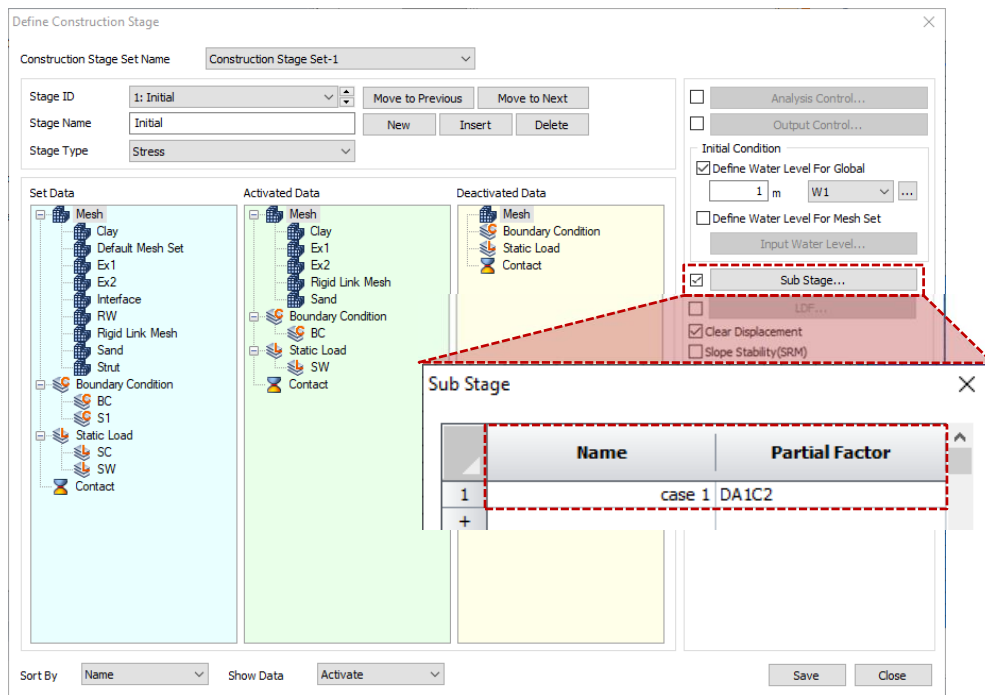 Define Construction Stage
Construction Stage Set Name
Construction Stage Set-1
Stage ID
1: Initial
Move to Previous
Move to Next
Stage Name
Initial
New
Insert
Delete
Stage Type
Stress
Set Data
Mesh
Clay
Default Mesh Set
Ex1
Ex2
Interface
RW
Rigid Link Mesh
Sand
Strut
Boundary Condition
BC
S1
Static Load
SC
SW
Contact
Activated Data
Mesh
Clay
Ex1
Ex2
Rigid Link Mesh
Sand
Boundary Condition
BC
Static Load
SW
Contact
Deactivated Data
Mesh
Boundary Condition
Static Load
Contact
Analysis Control...
Output Control...
Initial Condition
Define Water Level For Global
1 m W1 ...
Define Water Level For Mesh Set
Input Water Level...
Sub Stage...
LDF...
Clear Displacement
Slope Stability(SRM)
Sub Stage
Name Partial Factor
1 case 1 DA1C2
+
Sort By
Name
Show Data
Activate
Save
Close